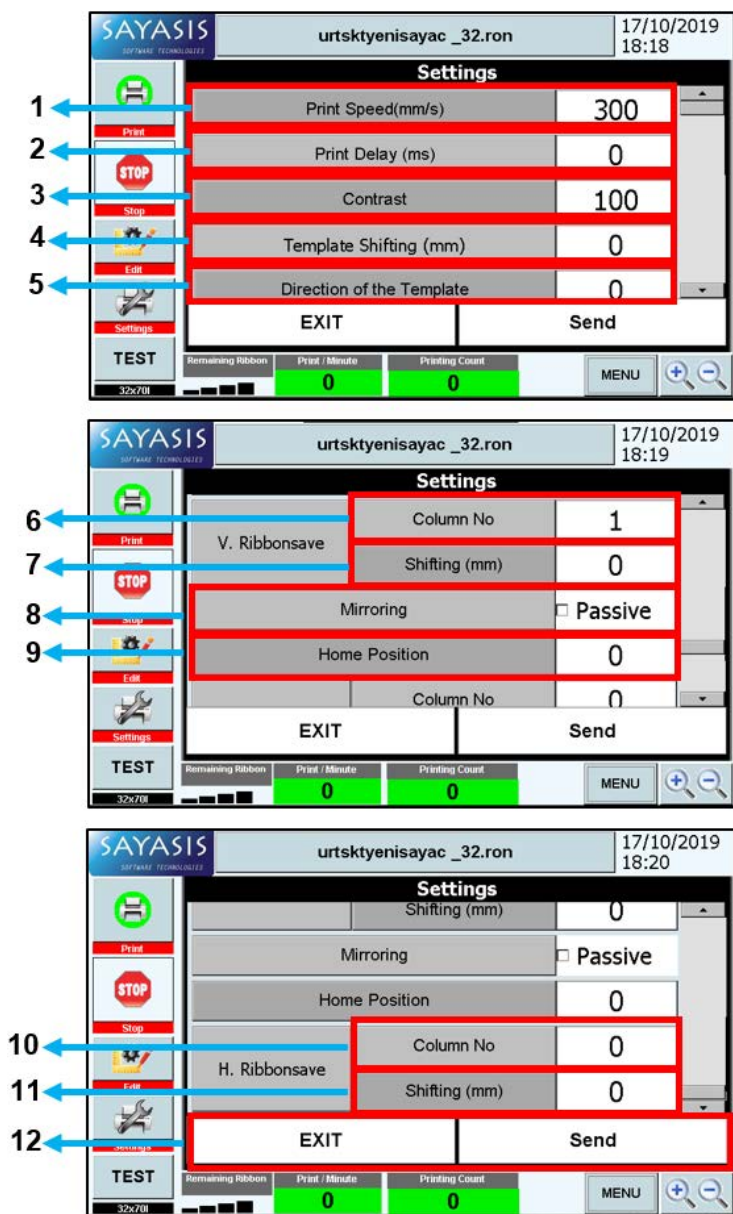 SAYASIS
SOFTWARE TECHNOLOGIES
urtsktyenisayac _32.ron
17/10/2019
18:18
Settings
1
Print Speed(mm/s) 300
Print
2
Print Delay (ms) 0
STOP
3
Contrast 100
Stop
4
Template Shifting (mm) 0
Edit
5
Direction of the Template 0
Settings
EXIT Send
TEST
Remaining Ribbon Print / Minute Printing Count
0 0
MENU
32x70I
SAYASIS
SOFTWARE TECHNOLOGIES
urtsktyenisayac _32.ron
17/10/2019
18:19
Settings
6
V. Ribbonsave
Column No 1
Print
7
Shifting (mm) 0
STOP
8
Mirroring Passive
Stop
9
Home Position 0
Edit
Column No 0
Settings
EXIT Send
TEST
Remaining Ribbon Print / Minute Printing Count
0 0
MENU
32x70I
SAYASIS
SOFTWARE TECHNOLOGIES
urtsktyenisayac _32.ron
17/10/2019
18:20
Settings
Shifting (mm) 0
Print
Mirroring Passive
STOP
Home Position 0
Stop
10
H. Ribbonsave
Column No 0
11
Shifting (mm) 0
Edit
12
EXIT Send
Settings
TEST
Remaining Ribbon Print / Minute Printing Count
0 0
MENU
32x70I